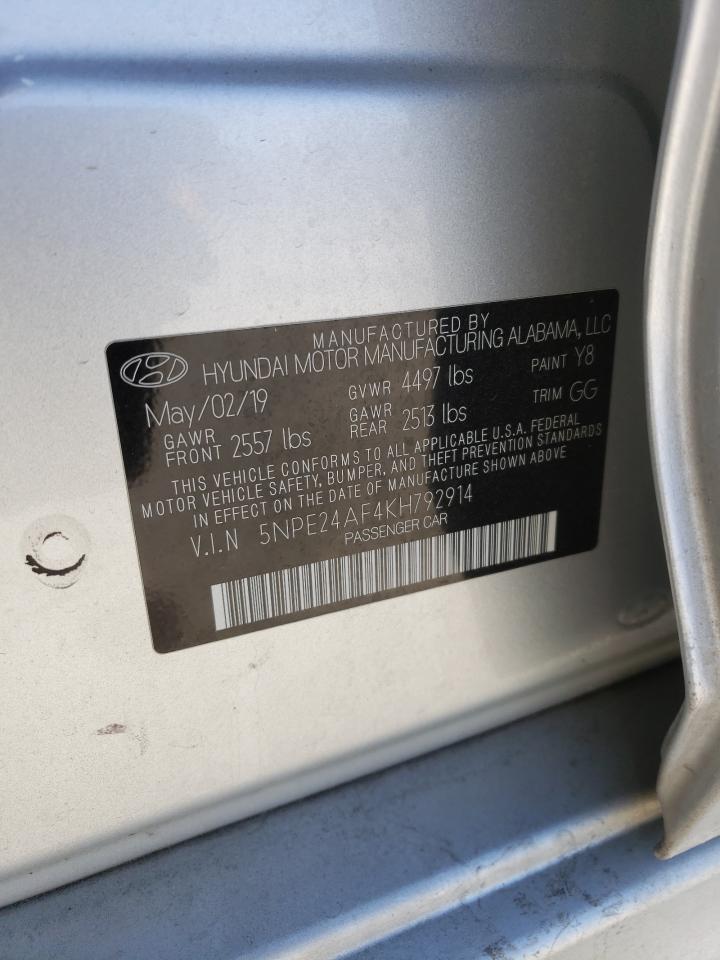 MANUFACTURED BY
HYUNDAI MOTOR MANUFACTURING ALABAMA, LLC
May/02/19 GVWR 4497 lbs PAINT Y8
GAWR FRONT 2557 lbs GAWR REAR 2513 lbs TRIM GG
THIS VEHICLE CONFORMS TO ALL APPLICABLE U.S.A. FEDERAL
MOTOR VEHICLE SAFETY, BUMPER, AND THEFT PREVENTION STANDARDS
IN EFFECT ON THE DATE OF MANUFACTURE SHOWN ABOVE
V.I.N 5NPE24AF4KH792914
PASSENGER CAR